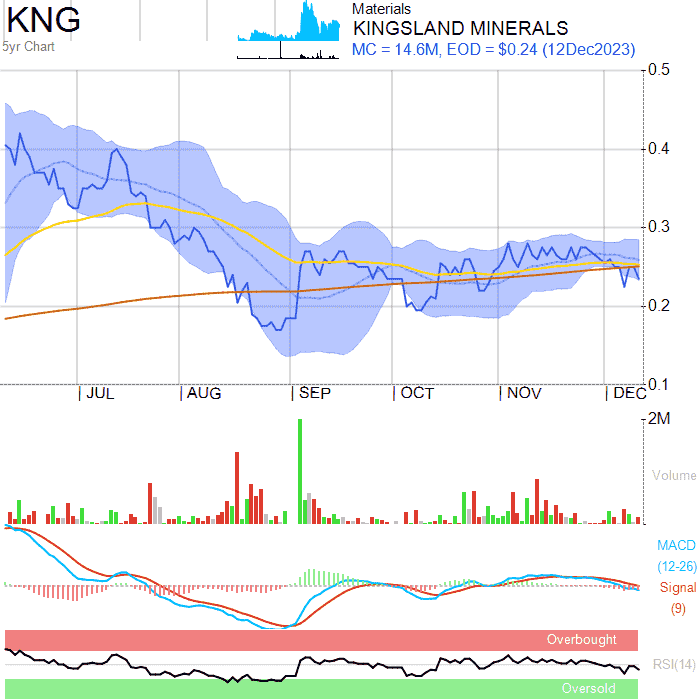 KNG
5yr Chart
Materials
KINGSLAND MINERALS
MC = 14.6M, EOD = $0.24 (12Dec2023)
0.5
0.4
0.3
0.2
0.1
JUL AUG SEP OCT NOV DEC
2M
Volume
MACD
(12-26)
Signal
(9)
Overbought
RSI(14)
Oversold